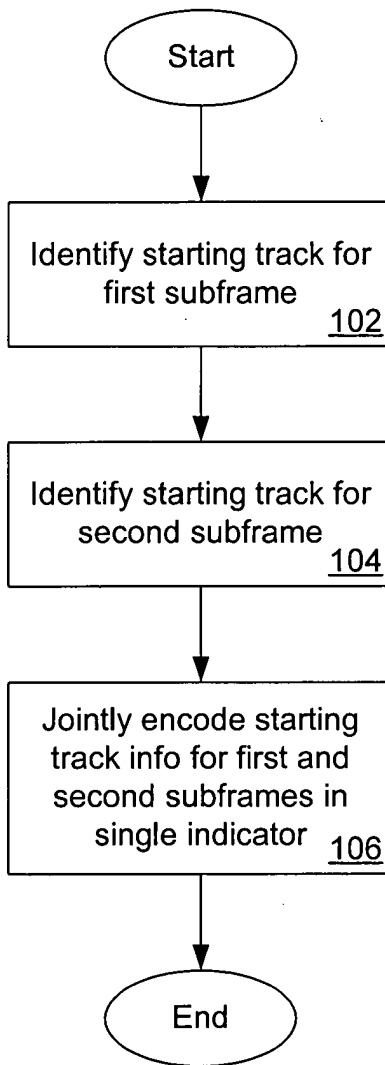 Start
Identify starting track for
first subframe
102
Identify starting track for
second subframe
104
Jointly encode starting
track info for first and
second subframes in
single indicator
106
End